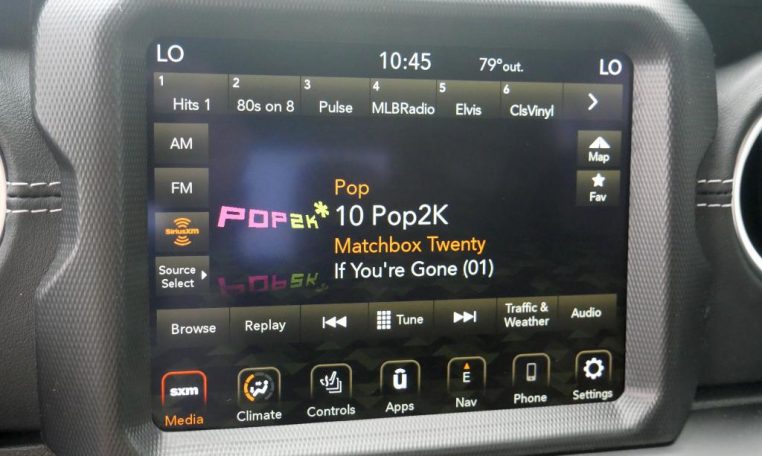 LO
10:45
79°out.
LO
1
Hits 1
2
80s on 8
3
Pulse
4
MLBRadio
5
Elvis
6
ClsVinyl
AM
Map
FM
Fav
SiriusXM
Source
Select
POP2K*
Pop
10 Pop2K
Matchbox Twenty
If You're Gone (01)
Browse
Replay
Tune
Traffic &
Weather
Audio
sxm
Media
Climate
Controls
û
Apps
E
Nav
Phone
Settings